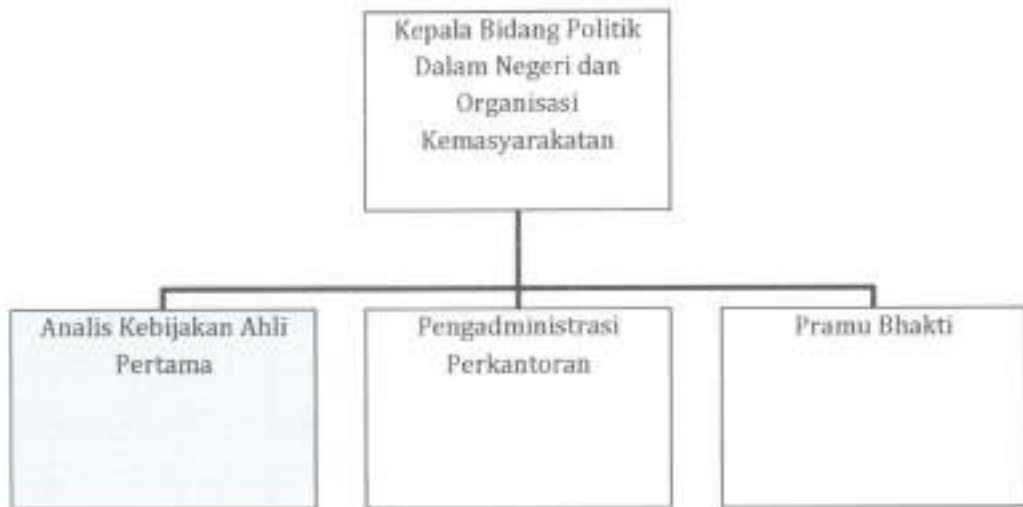 Kepala Bidang Politik
Dalam Negeri dan
Organisasi
Kemasyarakatan
Analis Kebijakan Ahli
Pertama
Pengadministrasi
Perkantoran
Pramu Bhakti